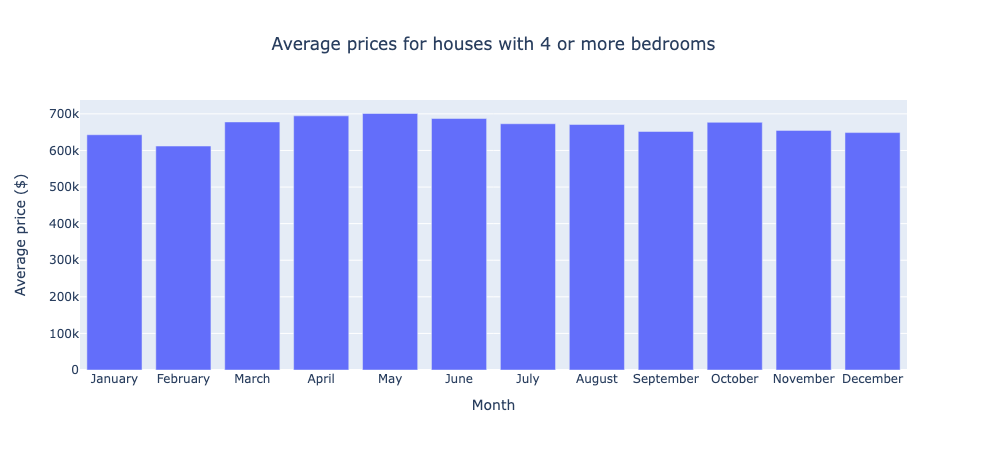 Average prices for houses with 4 or more bedrooms
Average price ($)
700k
600k
500k
400k
300k
200k
100k
0
January February March April May June July August September October November December
Month